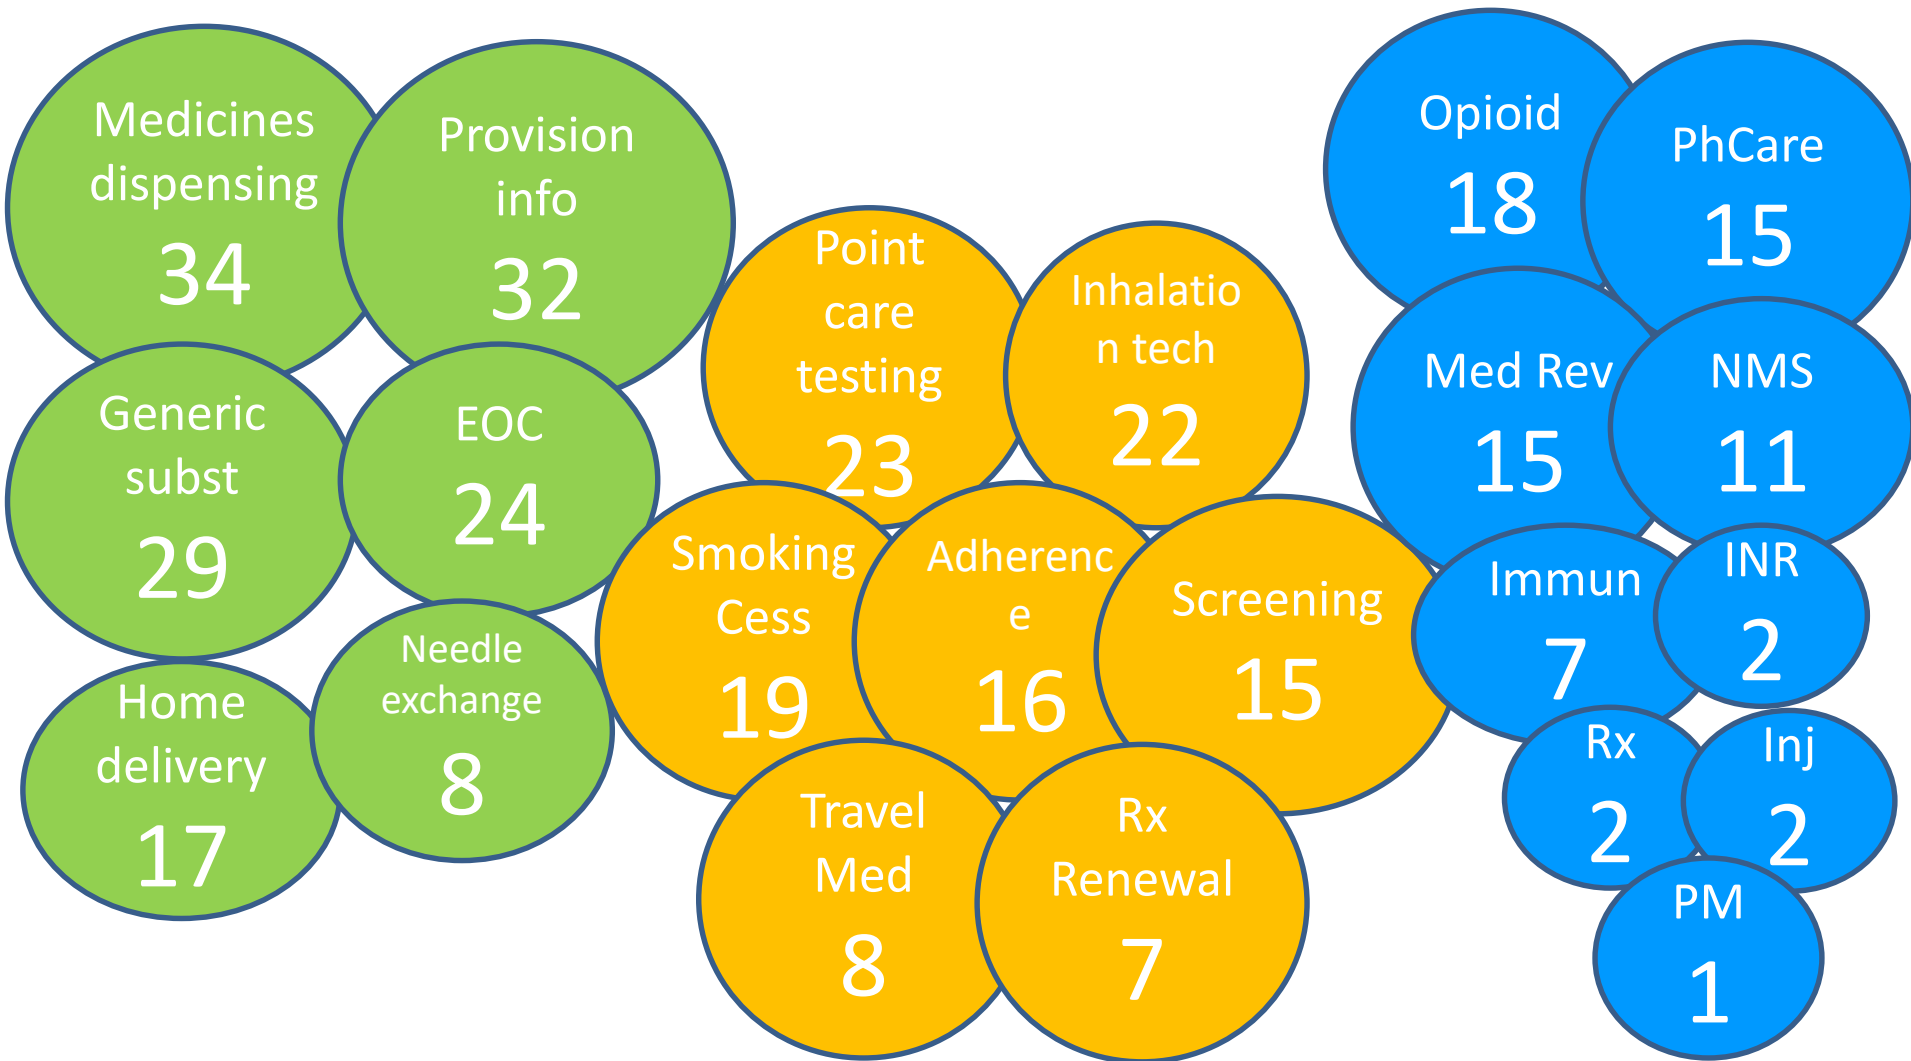 Medicines
dispensing
34
Provision
info
32
Generic
subst
29
EOC
24
Home
delivery
17
Needle
exchange
8
Point
care
testing
23
Inhalatio
n tech
22
Smoking
Cess
19
Adherenc
e
16
Screening
15
Travel
Med
8
Rx
Renewal
7
Opioid
18
PhCare
15
Med Rev
15
NMS
11
Immun
7
INR
2
Rx
2
Inj
2
PM
1